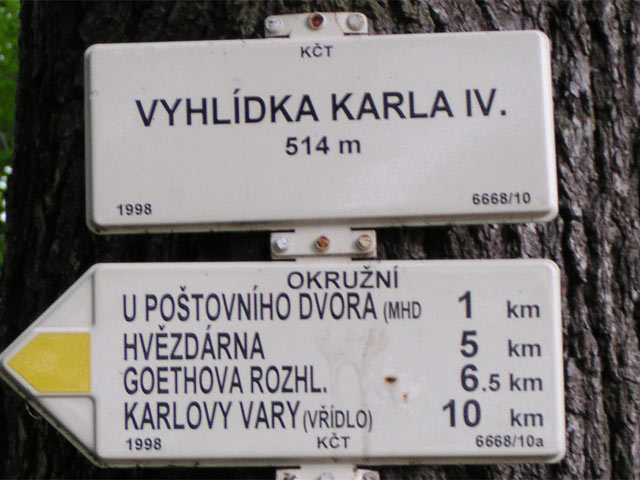 KČT
VYHLÍDKA KARLA IV.
514 m
1998 6668/10
OKRUŽNÍ
U POŠTOVNÍHO DVORA (MHD 1 km
HVĚZDÁRNA 5 km
GOETHOVA ROZHL. 6.5 km
KARLOVY VARY (VŘÍDLO) 10 km
1998 KČT 6668/10a